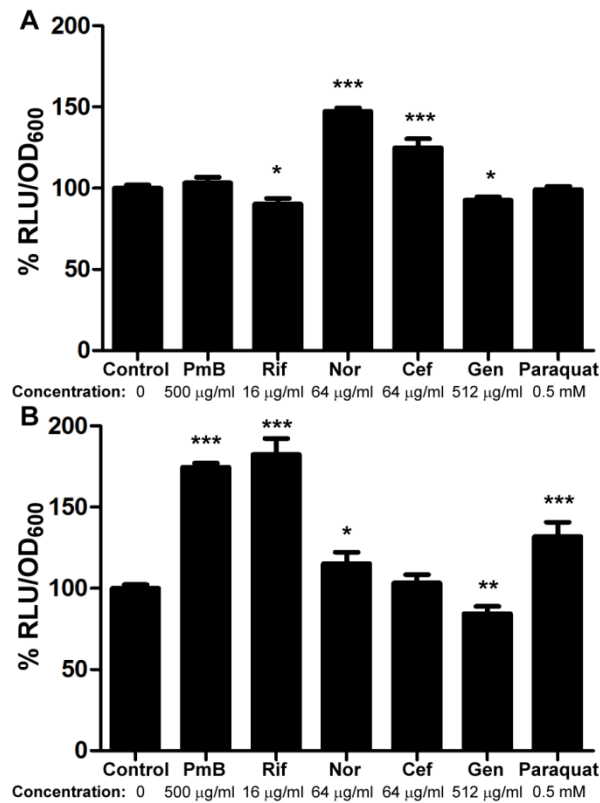 A
% RLU/OD600
200
150
100
50
0
*
***
***
*
Control PmB Rif Nor Cef Gen Paraquat
Concentration: 0 500 μg/ml 16 μg/ml 64 μg/ml 64 μg/ml 512 μg/ml 0.5 mM
B
% RLU/OD600
200
150
100
50
0
***
***
*
**
***
Control PmB Rif Nor Cef Gen Paraquat
Concentration: 0 500 μg/ml 16 μg/ml 64 μg/ml 64 μg/ml 512 μg/ml 0.5 mM